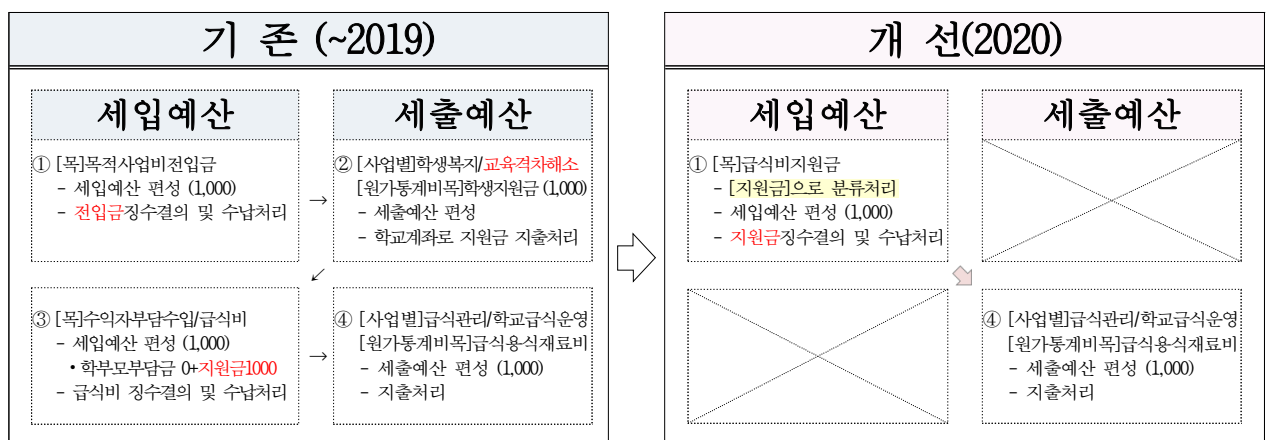 기 존 (~2019)
세입예산
① [목]목적사업비전입금
- 세입예산 편성 (1,000)
- 전입금징수결의 및 수납처리
→
세출예산
② [사업별]학생복지/교육격차해소
[원가통계비목]학생지원금 (1,000)
- 세출예산 편성
- 학교계좌로 지원금 지출처리
↙
③ [목]수익자부담수입/급식비
- 세입예산 편성 (1,000)
• 학부모부담금 0+지원금1000
- 급식비 징수결의 및 수납처리
→
④ [사업별]급식관리/학교급식운영
[원가통계비목]급식용식재료비
- 세출예산 편성 (1,000)
- 지출처리
개 선(2020)
세입예산
① [목]급식비지원금
- [지원금]으로 분류처리
- 세입예산 편성 (1,000)
- 지원금징수결의 및 수납처리
세출예산
④ [사업별]급식관리/학교급식운영
[원가통계비목]급식용식재료비
- 세출예산 편성 (1,000)
- 지출처리